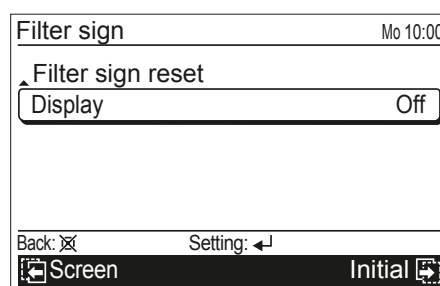 Filter sign Mo 10:00
Filter sign reset
Display Off
Back: Setting:
Screen Initial